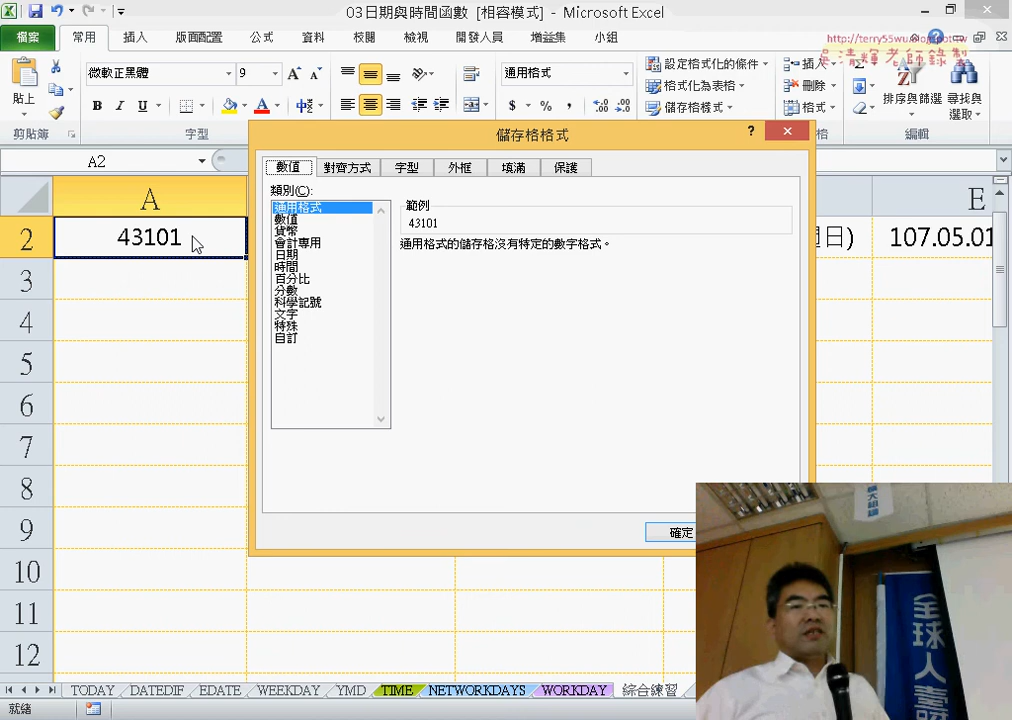 03日期與時間函數 [相容模式] - Microsoft Excel
檔案 常用 插入 版面配置 公式 資料 校閱 檢視 開發人員 增益集 小組
http://terry55wu.blogspot.tw
吳清輝老師錄製
貼上
微軟正黑體 9
B I U A
通用格式
$ % ,
設定格式化的條件
格式化為表格
儲存格樣式
插入
刪除
格式
排序與篩選 尋找與選取
剪貼簿 字型 編輯
A2
儲存格格式
數值 對齊方式 字型 外框 填滿 保護
類別(C):
通用格式
數值
貨幣
會計專用
日期
時間
百分比
分數
科學記號
文字
特殊
自訂
範例
43101
通用格式的儲存格沒有特定的數字格式。
確定
A E
2 43101 週日) 107.05.01
3
4
5
6
7
8
9
10
11
12
全球人壽
TODAY DATEDIF EDATE WEEKDAY YMD TIME NETWORKDAYS WORKDAY 綜合練習
就緒